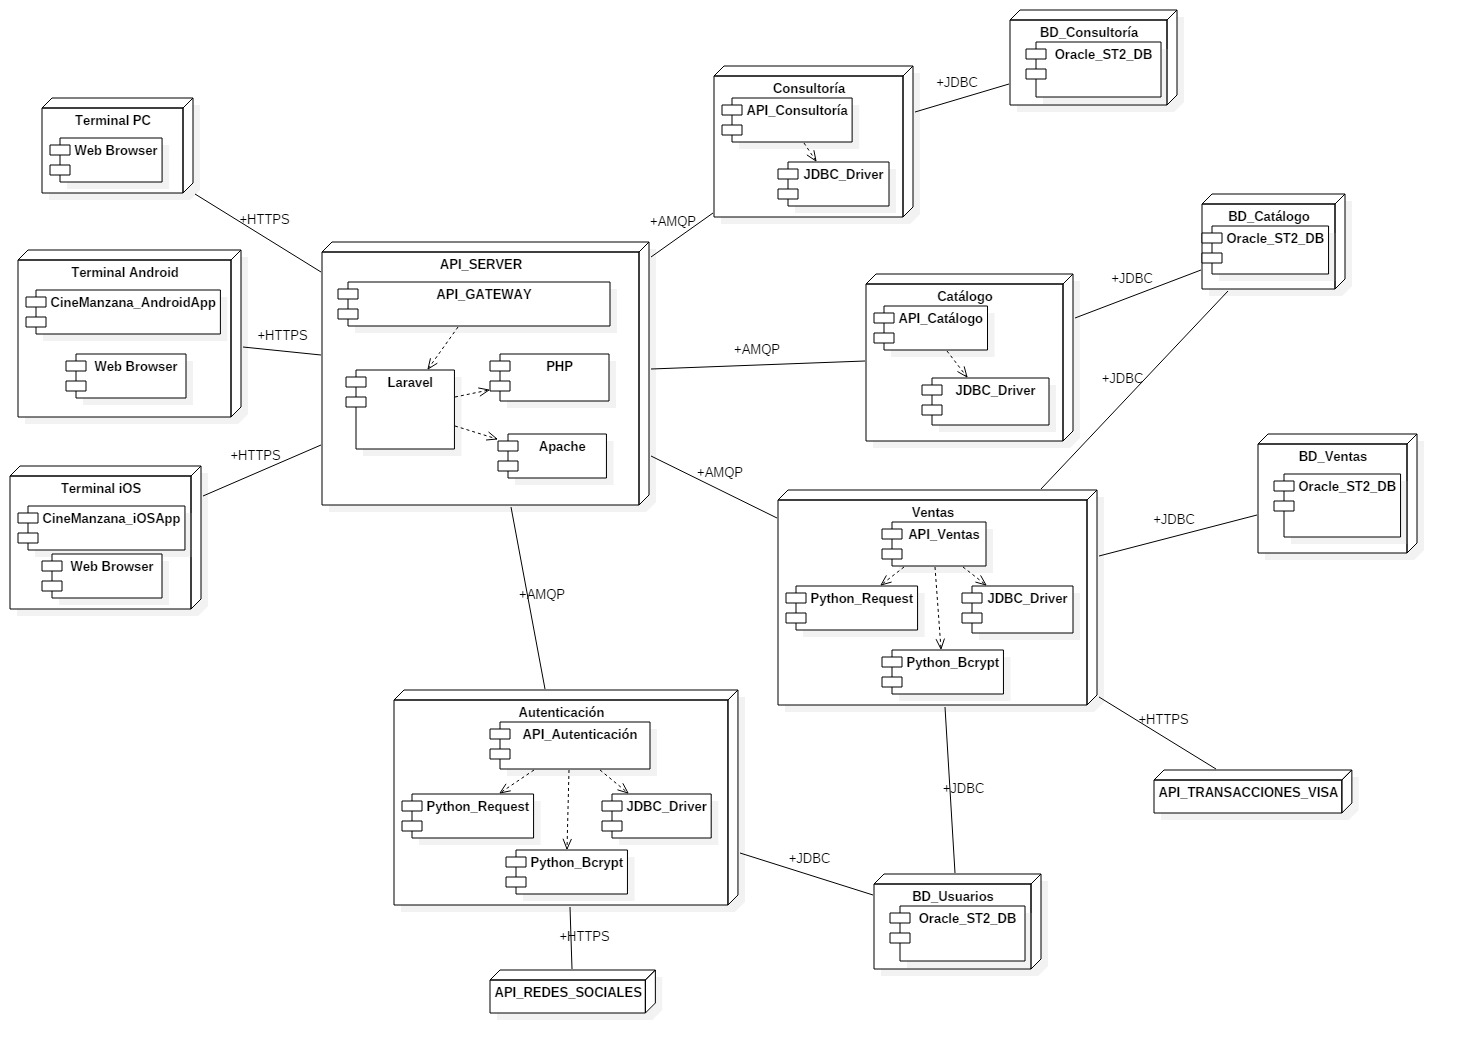 BD_Consultoría
Oracle_ST2_DB
+JDBC
Consultoría
API_Consultoría
JDBC_Driver
+AMQP
Terminal PC
Web Browser
+HTTPS
Terminal Android
CineManzana_AndroidApp
Web Browser
+HTTPS
Terminal iOS
CineManzana_iOSApp
Web Browser
+HTTPS
API_SERVER
API_GATEWAY
Laravel
PHP
Apache
+AMQP
Catálogo
API_Catálogo
JDBC_Driver
+JDBC
BD_Catálogo
Oracle_ST2_DB
+JDBC
+AMQP
Ventas
API_Ventas
Python_Request
JDBC_Driver
Python_Bcrypt
+JDBC
BD_Ventas
Oracle_ST2_DB
+HTTPS
API_TRANSACCIONES_VISA
+AMQP
Autenticación
API_Autenticación
Python_Request
JDBC_Driver
Python_Bcrypt
+JDBC
+JDBC
BD_Usuarios
Oracle_ST2_DB
+HTTPS
API_REDES_SOCIALES